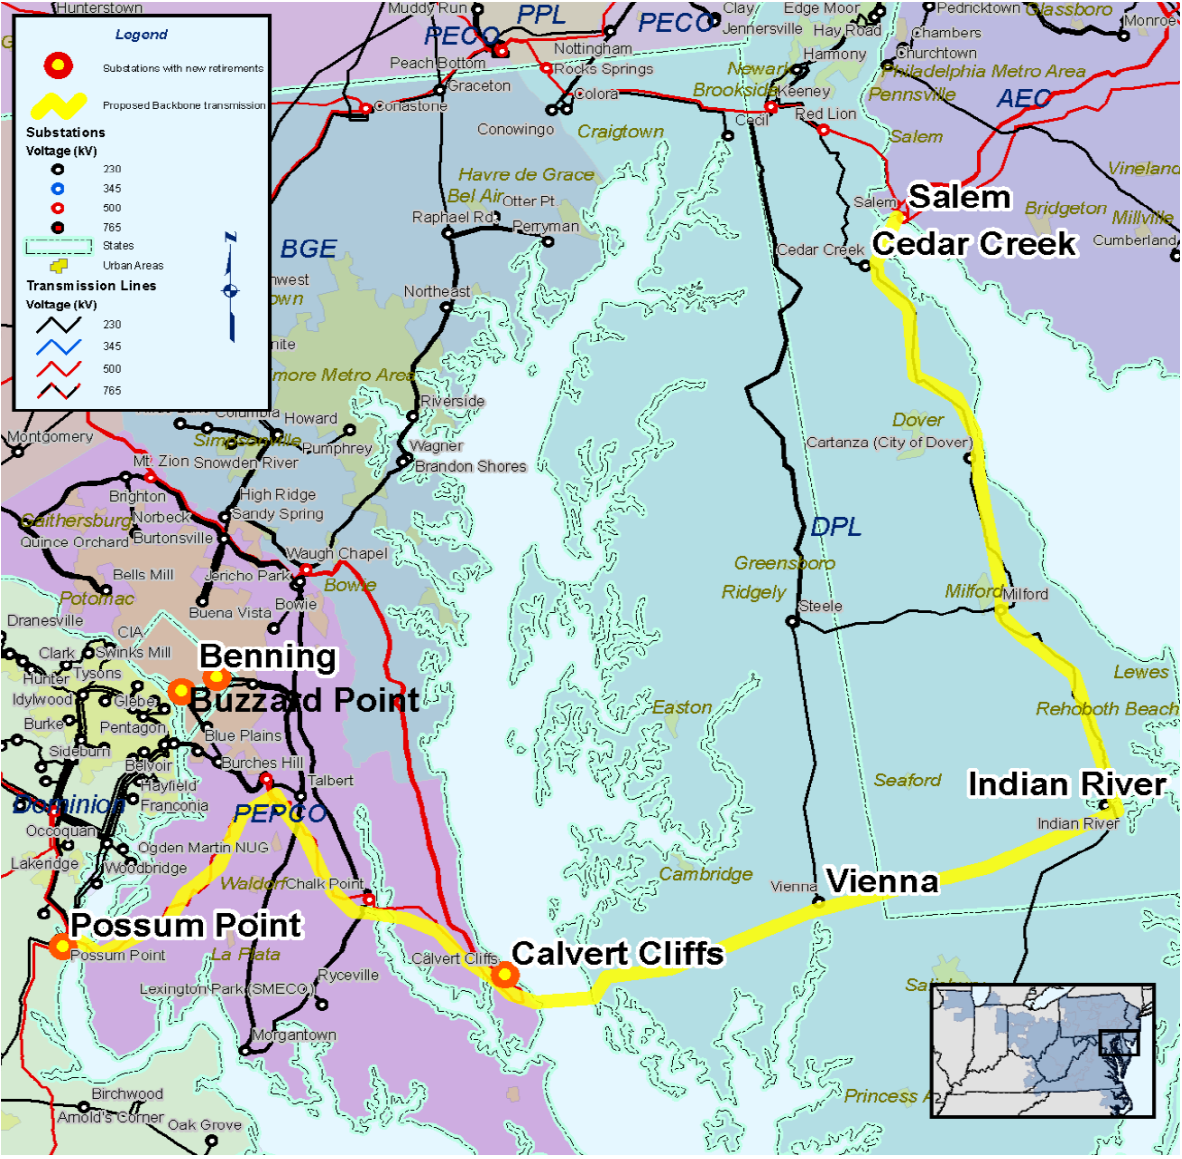 Hunterstown
Muddy Run
PPL
PECO
PECO
Clay
Jennersville
Edge Moor
Hay Road
Harmony
Pedricktown
Glassboro
Monroe
Chambers
Churchtown
Nottingham
Peach Bottom
Rocks Springs
Newark
Philadelphia Metro Area
Graceton
Brookside
Keeney
Pennsville
AEC
Conastone
Colora
Cecil
Red Lion
Conowingo
Craigtown
Salem
Vineland
Havre de Grace
Bel Air
Otter Pt.
Raphael Rd.
Perryman
Salem
Salem
Bridgeton
Millville
Cumberland
BGE
Cedar Creek
Cedar Creek
nwest
own
Northeast
nite
more Metro Area
Legend
Substations with new retirements
Proposed Backbone transmission
Substations
Voltage (kV)
230
345
500
765
States
Urban Areas
Transmission Lines
Voltage (kV)
230
345
500
765
Riverside
Columbia
Howard
Dover
Montgomery
Simpsonville
Pumphrey
Wagner
Cartanza (City of Dover)
Mt. Zion
Snowden River
Brandon Shores
Brighton
High Ridge
Gaithersburg
Norbeck
Sandy Spring
DPL
Quince Orchard
Burtonsville
Waugh Chapel
Greensboro
Bells Mill
Jericho Park
Bowie
Ridgely
Milford
Milford
Potomac
Buena Vista
Bowie
Steele
Dranesville
CIA
Clark
Swinks Mill
Benning
Hunter
Tysons
Lewes
Idylwood
Glebe
Buzzard Point
Easton
Rehoboth Beach
Burke
Pentagon
Blue Plains
Sideburn
Belvoir
Burches Hill
Seaford
Indian River
Hayfield
Talbert
Dominion
Franconia
PEPCO
Indian River
Occoquan
Ogden Martin NUG
Lakeridge
Woodbridge
Waldorf
Chalk Point
Cambridge
Vienna
Vienna
Possum Point
Possum Point
La Plata
Calvert Cliffs
Calvert Cliffs
Ryceville
Lexington Park (SMECO)
Morgantown
Birchwood
Princess A
Arnold's Corner
Oak Grove